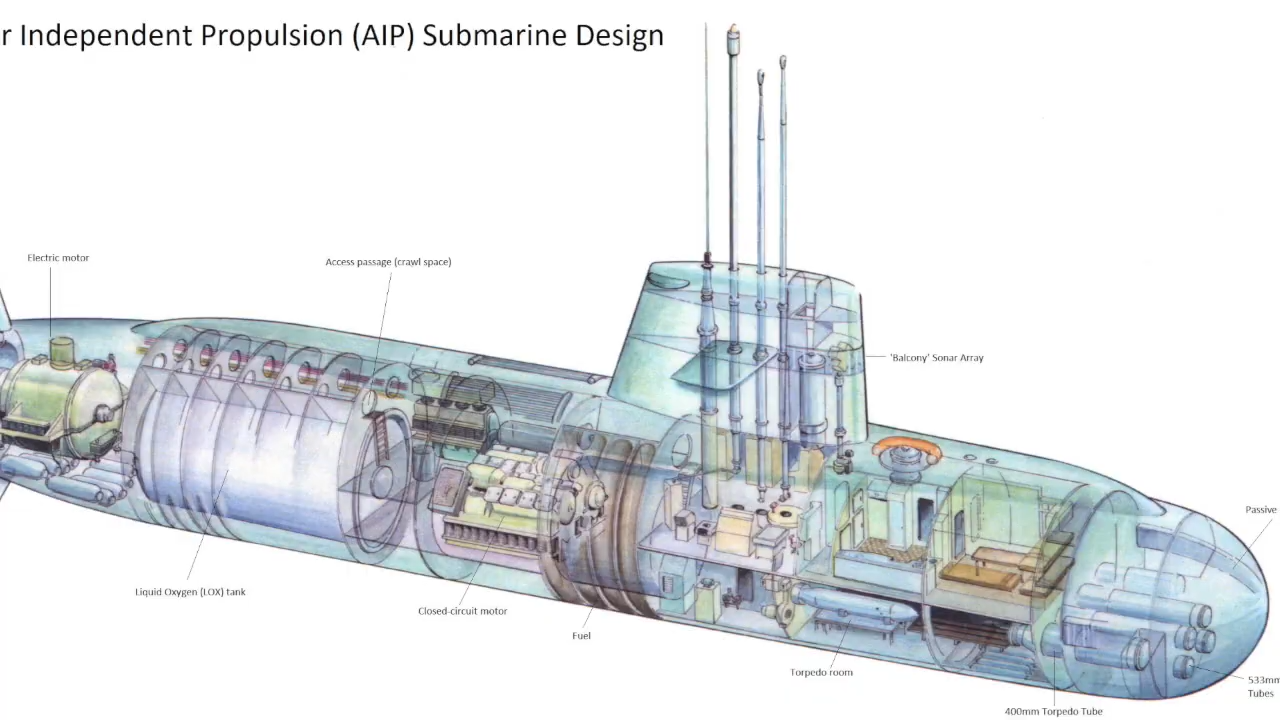 r Independent Propulsion (AIP) Submarine Design
Electric motor
Access passage (crawl space)
'Balcony' Sonar Array
Passive
Liquid Oxygen (LOX) tank
Closed-circuit motor
Fuel
Torpedo room
533mm
Tubes
400mm Torpedo Tube